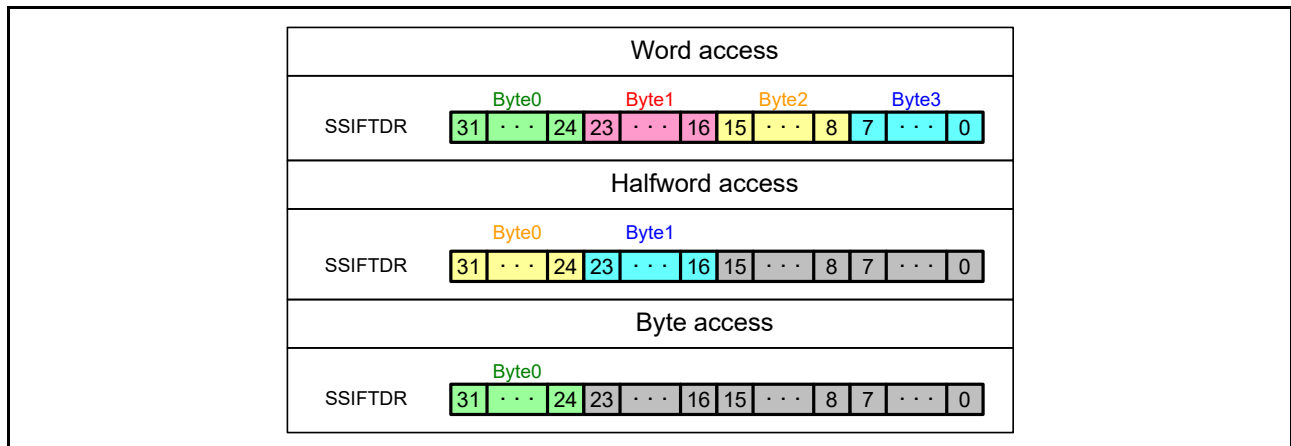 Word access
Byte0 Byte1 Byte2 Byte3
SSIFTDR 31 ··· 24 23 ··· 16 15 ··· 8 7 ··· 0
Halfword access
Byte0 Byte1
SSIFTDR 31 ··· 24 23 ··· 16 15 ··· 8 7 ··· 0
Byte access
Byte0
SSIFTDR 31 ··· 24 23 ··· 16 15 ··· 8 7 ··· 0